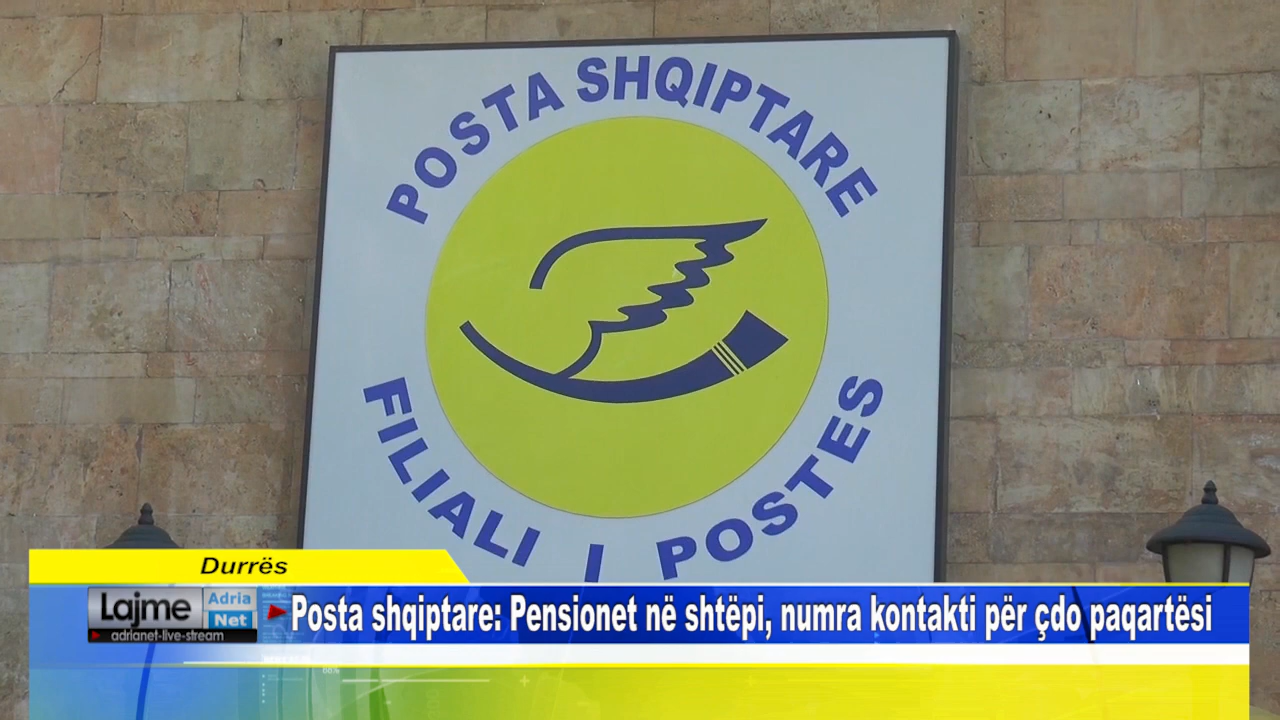 POSTA SHQIPTARE
FILIALI I POSTES
Durrës
Lajme
Adria
Net
adrianet-live-stream
Posta shqiptare: Pensionet në shtëpi, numra kontakti për çdo paqartësi